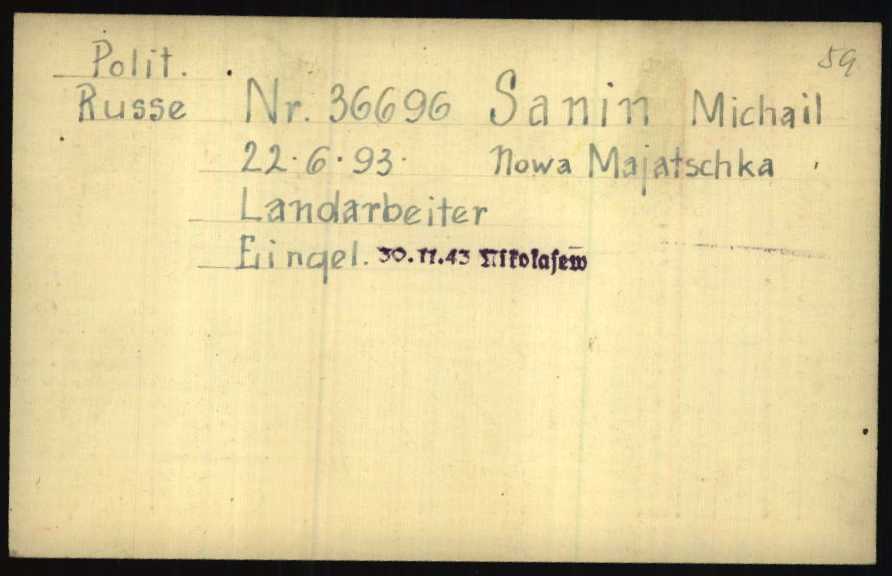 59
Polit.
Russe Nr. 36696 Sanin Michail
22.6.93. Nowa Majatschka
Landarbeiter
Eingel. 30.11.43 Nikolajew